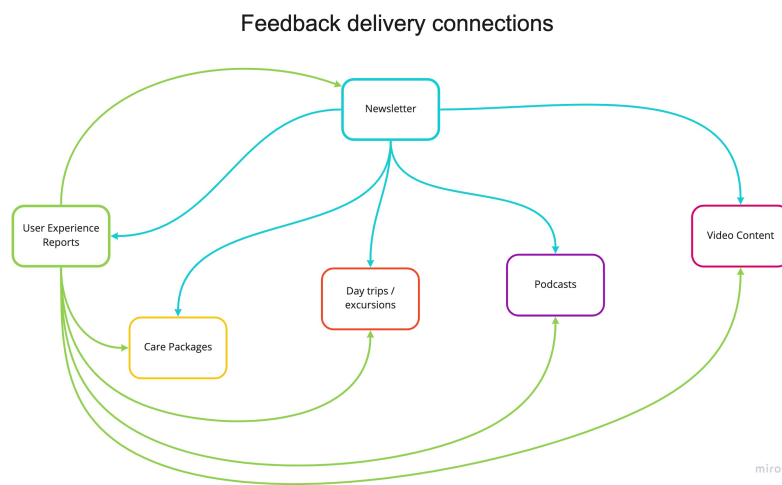 Feedback delivery connections
Newsletter
User Experience
Reports
Video Content
Day trips /
excursions
Podcasts
Care Packages
miro